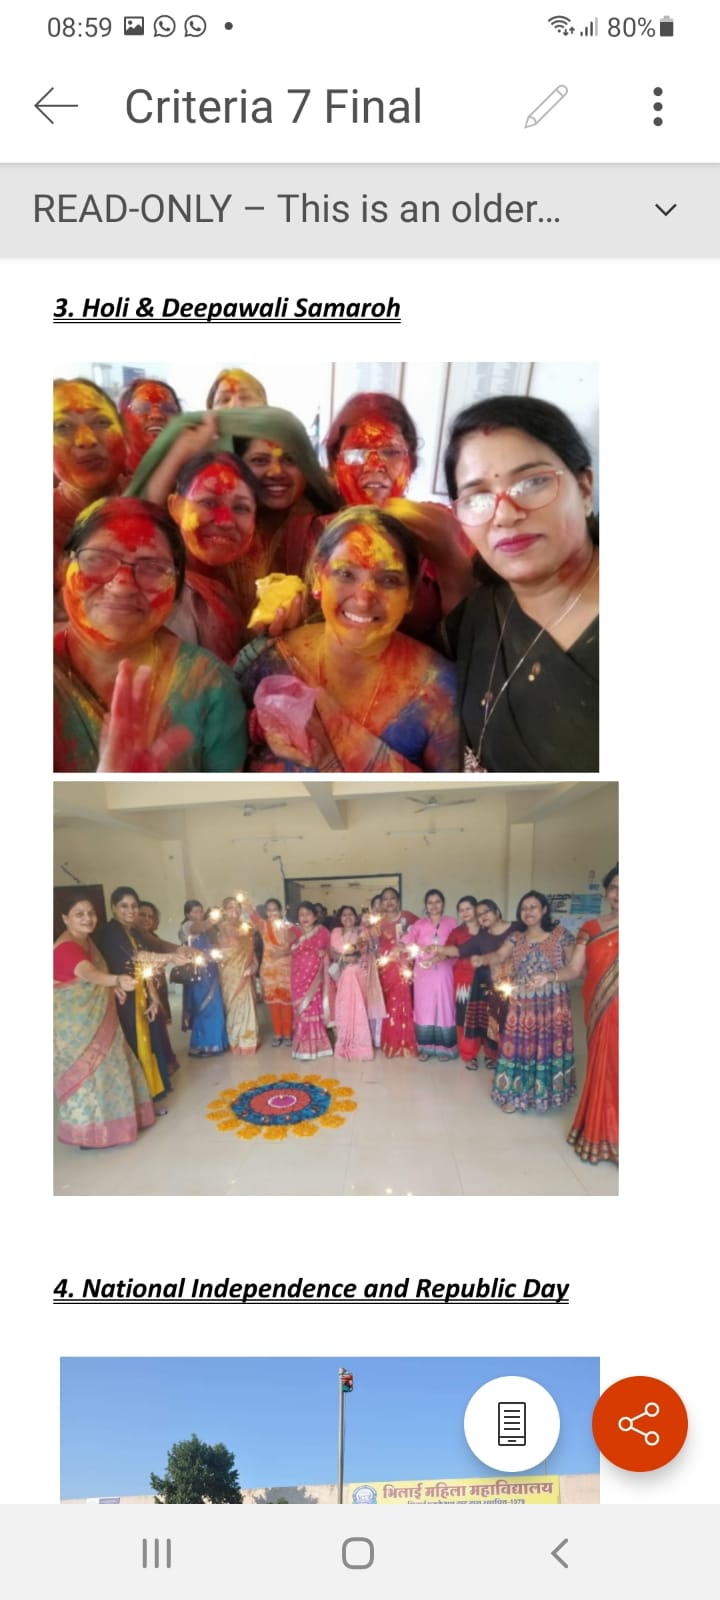 08:59
80%
Criteria 7 Final
READ-ONLY – This is an older...
3. Holi & Deepawali Samaroh
4. National Independence and Republic Day
भिलाई महिला महाविद्यालय